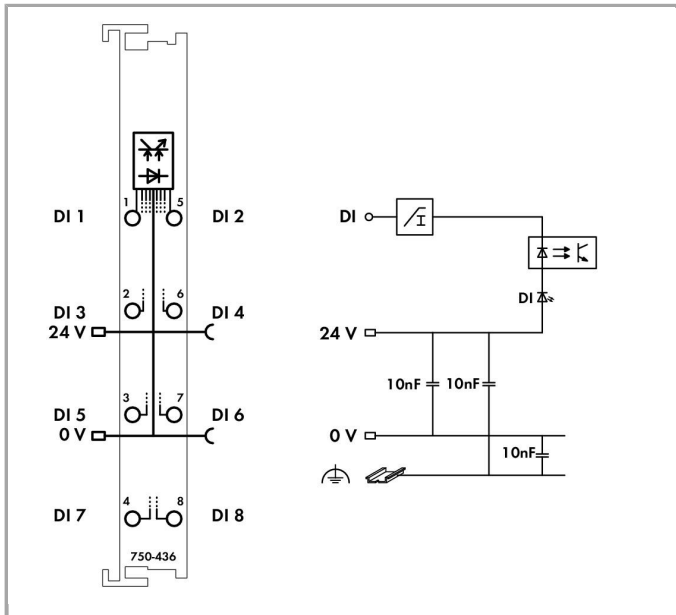 1 5
DI 1 DI 2
2 6
DI 3 DI 4
24 V
3 7
DI 5 DI 6
0 V
4 8
DI 7 DI 8
750-436
DI I
DI
24 V
10nF 10nF
0 V
10nF